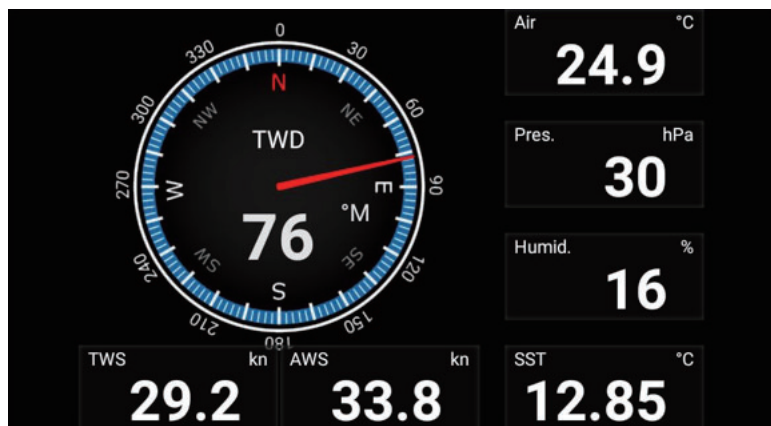 0
30
60
90
120
150
180
210
240
270
300
330
N
NE
E
SE
S
SW
W
NW
TWD
76 °M
Air °C
24.9
Pres. hPa
30
Humid. %
16
TWS kn
29.2
AWS kn
33.8
SST °C
12.85